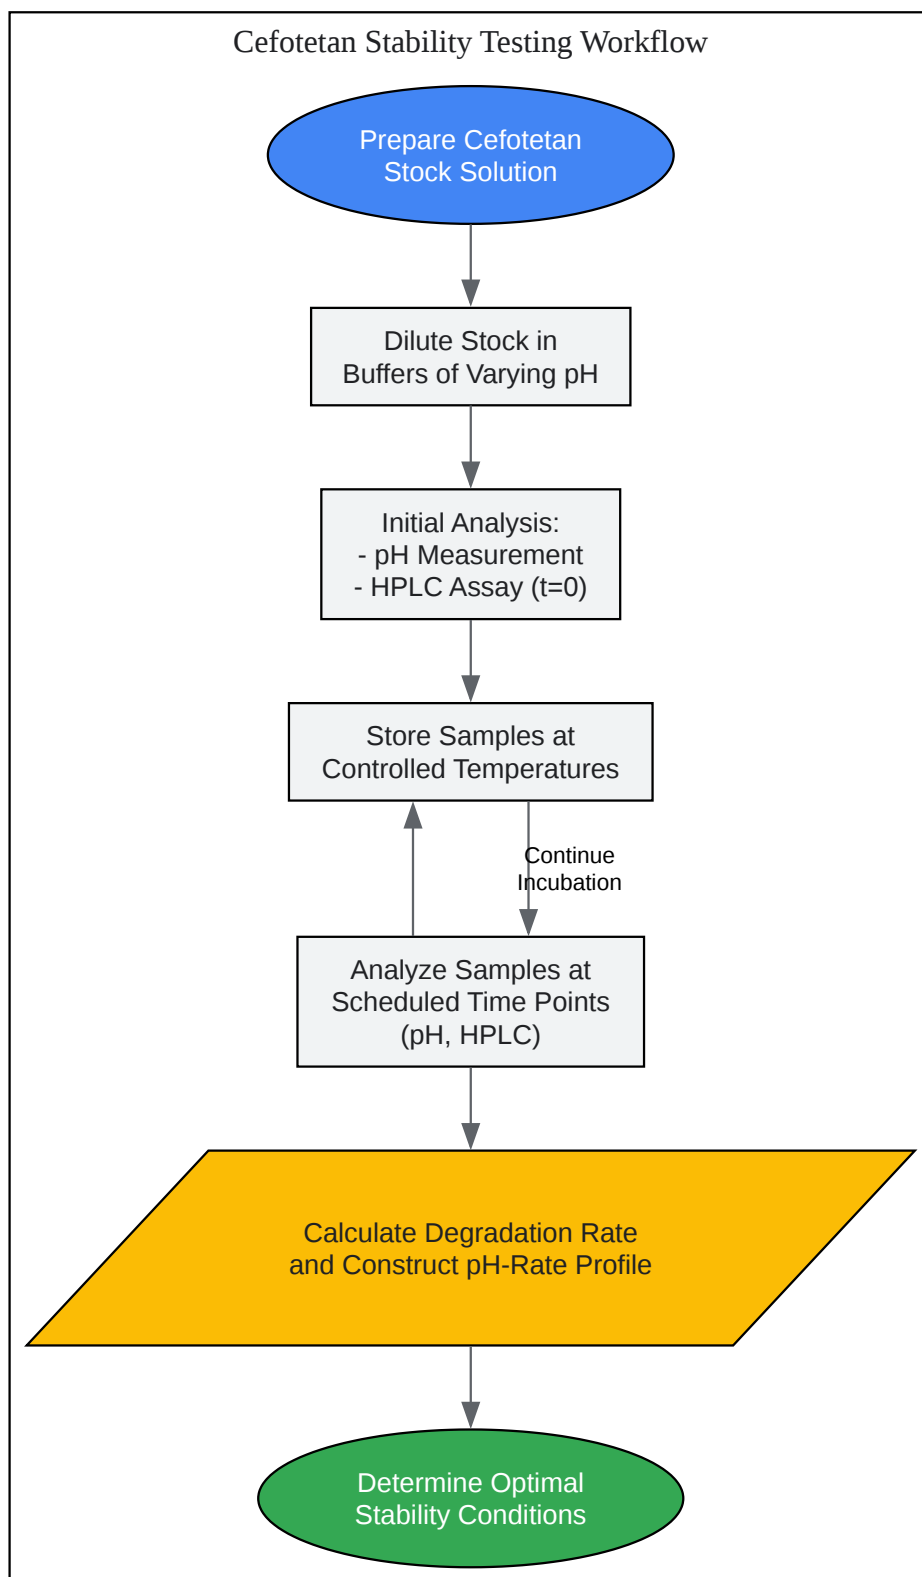 Cefotetan Stability Testing Workflow
Prepare Cefotetan
Stock Solution
Dilute Stock in
Buffers of Varying pH
Initial Analysis:
- pH Measurement
- HPLC Assay (t=0)
Store Samples at
Controlled Temperatures
Continue
Incubation
Analyze Samples at
Scheduled Time Points
(pH, HPLC)
Calculate Degradation Rate
and Construct pH-Rate Profile
Determine Optimal
Stability Conditions